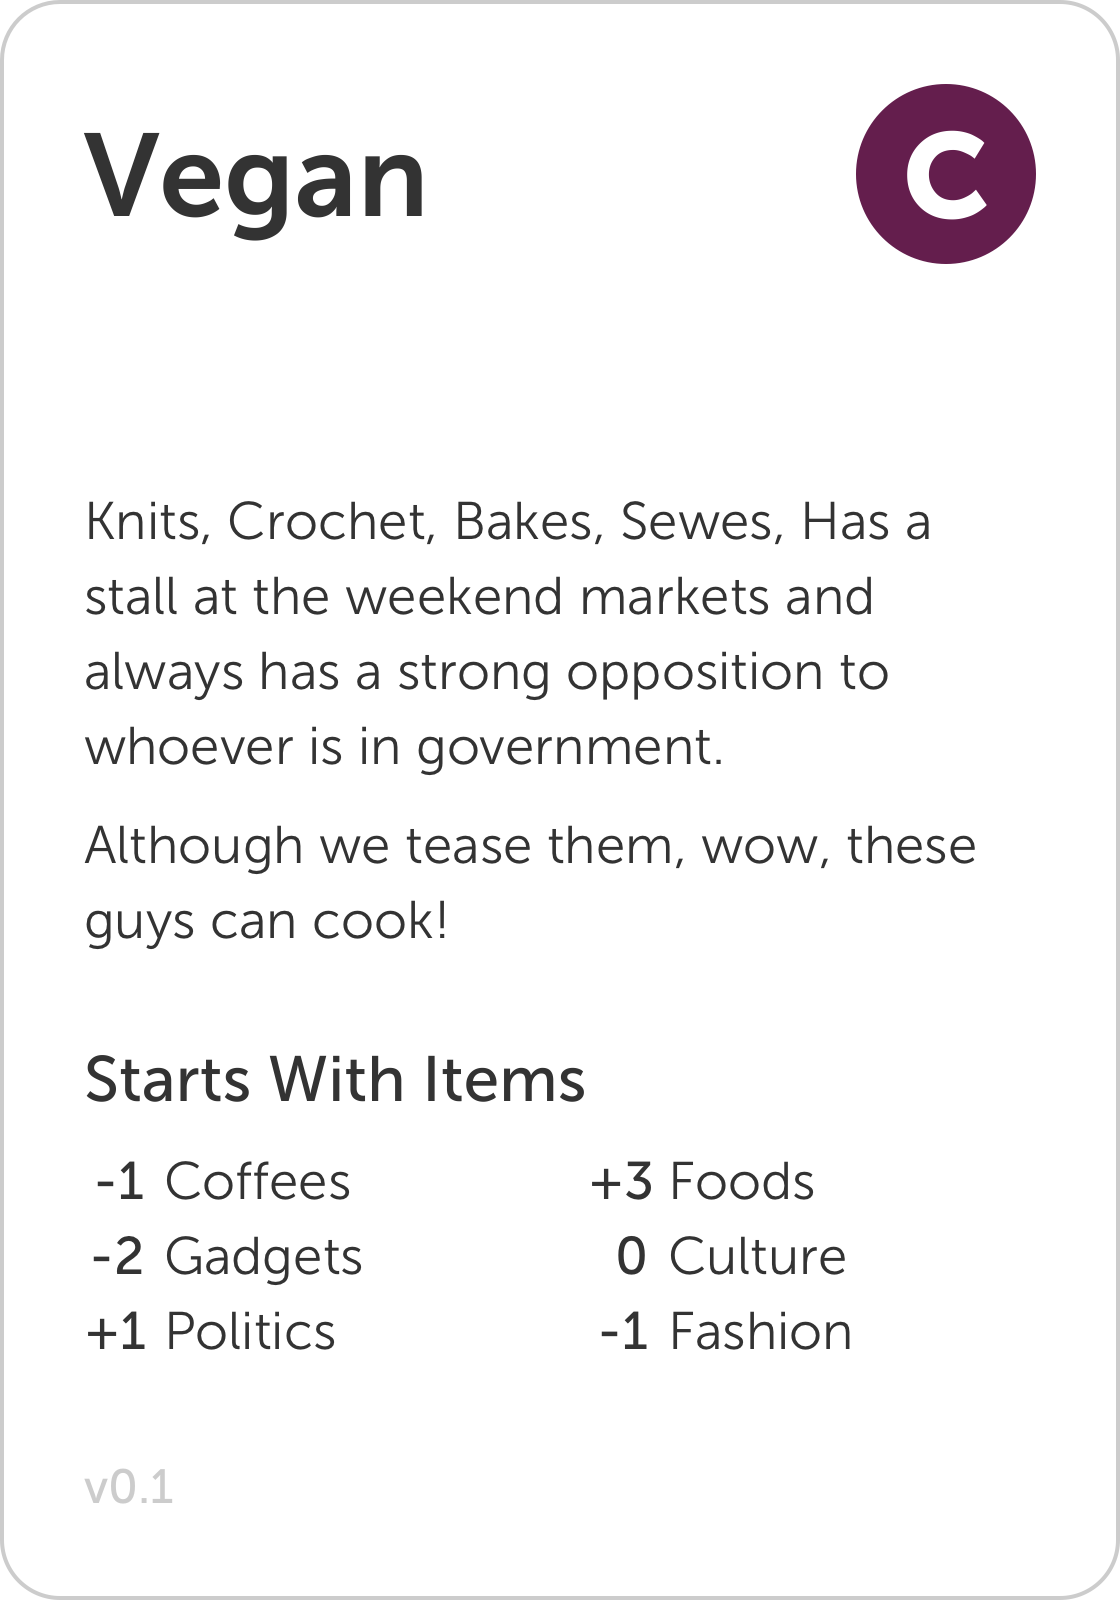 Vegan
C
Knits, Crochet, Bakes, Sewes, Has a
stall at the weekend markets and
always has a strong opposition to
whoever is in government.
Although we tease them, wow, these
guys can cook!
Starts With Items
-1 Coffees +3 Foods
-2 Gadgets 0 Culture
+1 Politics -1 Fashion
v0.1